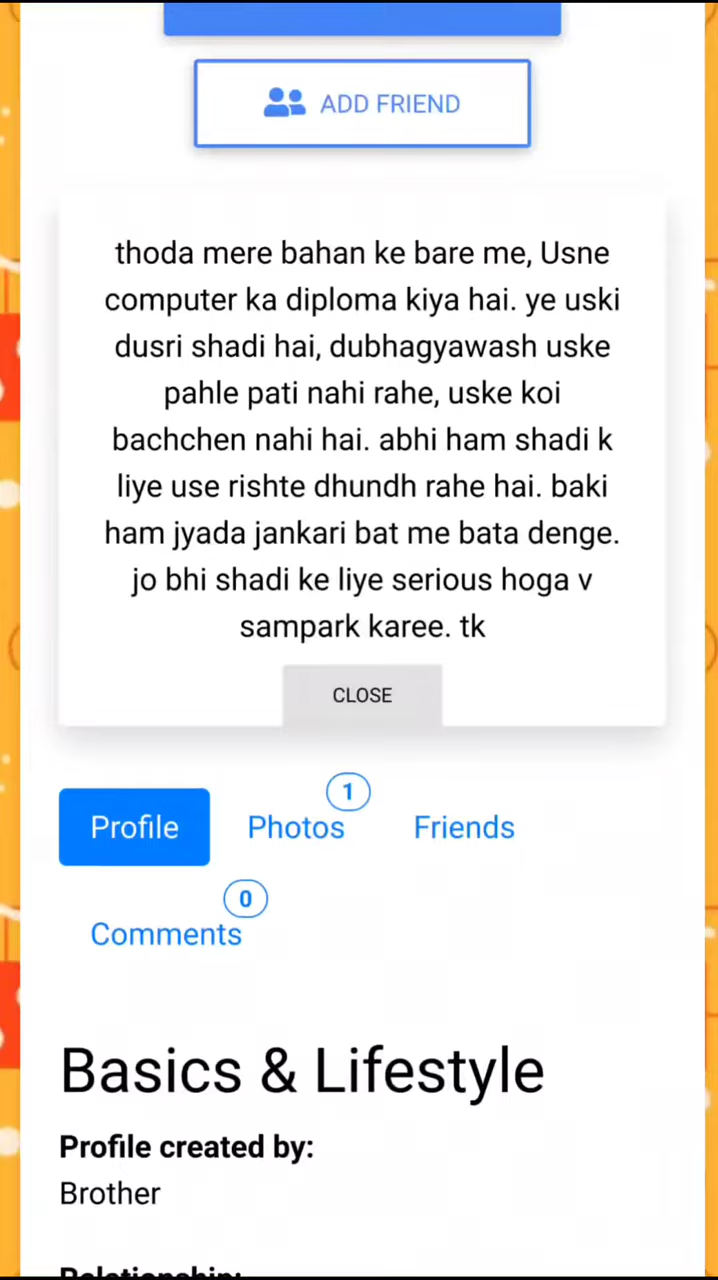 ADD FRIEND
thoda mere bahan ke bare me, Usne
computer ka diploma kiya hai. ye uski
dusri shadi hai, dubhagyawash uske
pahle pati nahi rahe, uske koi
bachchen nahi hai. abhi ham shadi k
liye use rishte dhundh rahe hai. baki
ham jyada jankari bat me bata denge.
jo bhi shadi ke liye serious hoga v
sampark karee. tk
CLOSE
1
Profile Photos Friends
0
Comments
Basics & Lifestyle
Profile created by:
Brother
Relationship: